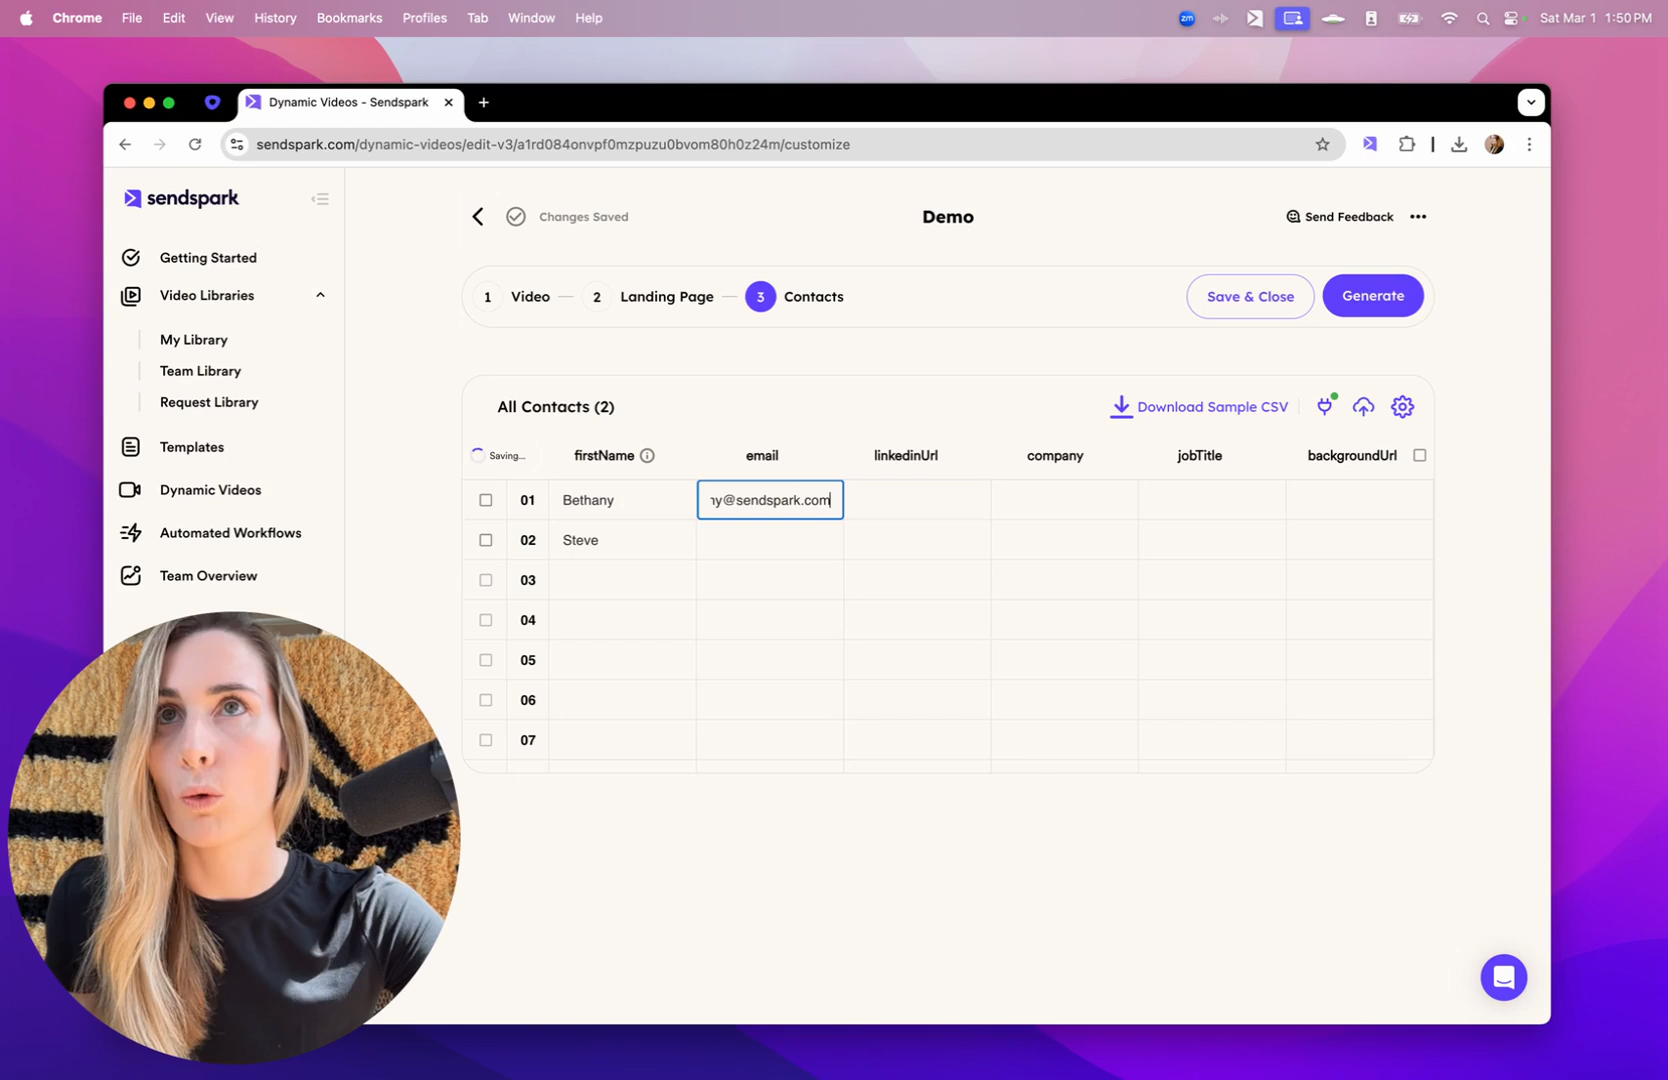 Chrome File Edit View History Bookmarks Profiles Tab Window Help zm Sat Mar 1 1:50 PM
Dynamic Videos - Sendspark
sendspark.com/dynamic-videos/edit-v3/a1rd084onvpf0mzpuzu0bvom80h0z24m/customize
sendspark
Changes Saved
Demo
Send Feedback
Getting Started
Video Libraries
My Library
Team Library
Request Library
Templates
Dynamic Videos
Automated Workflows
Team Overview
1 Video 2 Landing Page 3 Contacts
Save & Close
Generate
All Contacts (2)
Download Sample CSV
Saving... firstName email linkedinUrl company jobTitle backgroundUrl
01 Bethany ny@sendspark.com
02 Steve
03
04
05
06
07